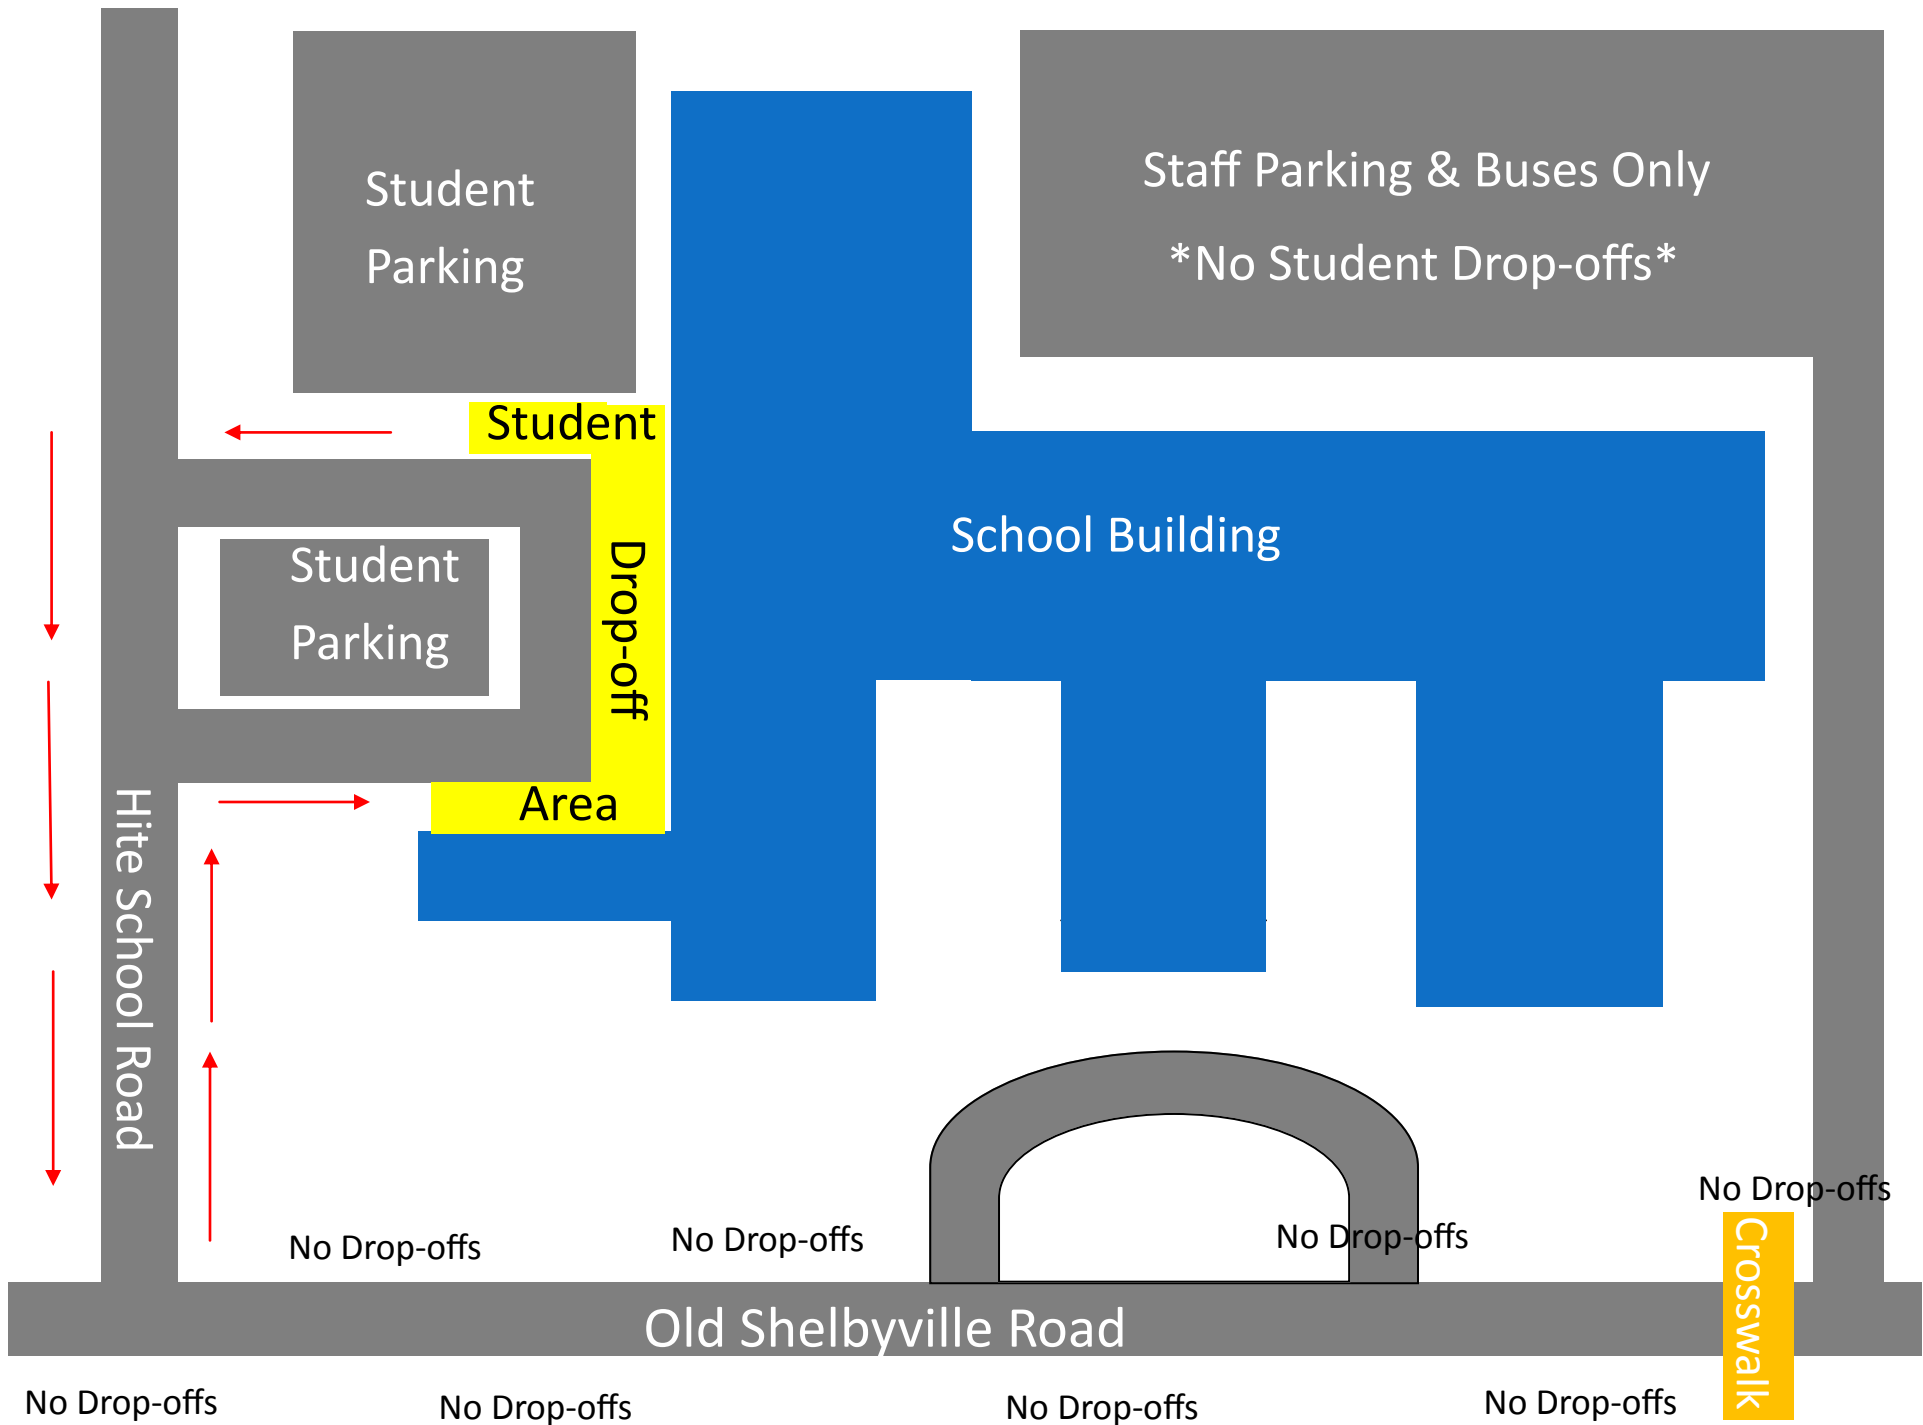 Student
Parking
Staff Parking & Buses Only
*No Student Drop-offs*
Student
Drop-off
Area
School Building
Student
Parking
Hite School Road
No Drop-offs
No Drop-offs
No Drop-offs
No Drop-offs
Crosswalk
Old Shelbyville Road
No Drop-offs
No Drop-offs
No Drop-offs
No Drop-offs